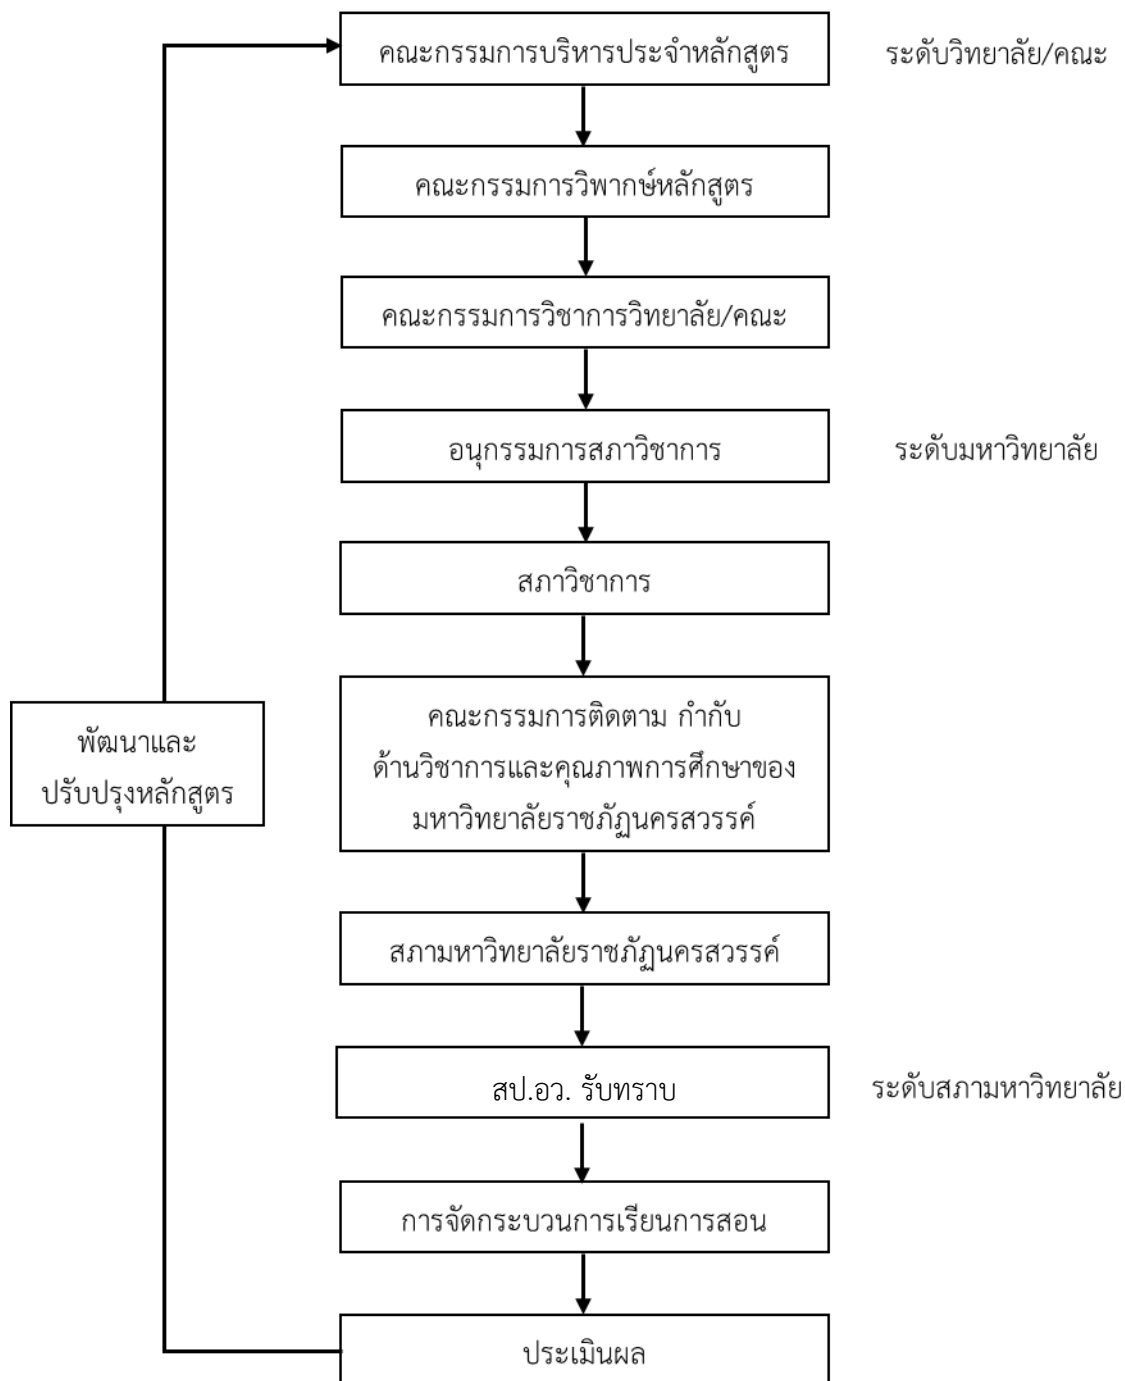 คณะกรรมการบริหารประจำหลักสูตร
ระดับวิทยาลัย/คณะ
คณะกรรมการวิพากษ์หลักสูตร
คณะกรรมการวิชาการวิทยาลัย/คณะ
อนุกรรมการสภาวิชาการ
ระดับมหาวิทยาลัย
สภาวิชาการ
คณะกรรมการติดตาม กำกับ
ด้านวิชาการและคุณภาพการศึกษาของ
มหาวิทยาลัยราชภัฏนครสวรรค์
พัฒนาและ
ปรับปรุงหลักสูตร
สภามหาวิทยาลัยราชภัฏนครสวรรค์
สป.อว. รับทราบ
ระดับสภามหาวิทยาลัย
การจัดกระบวนการเรียนการสอน
ประเมินผล